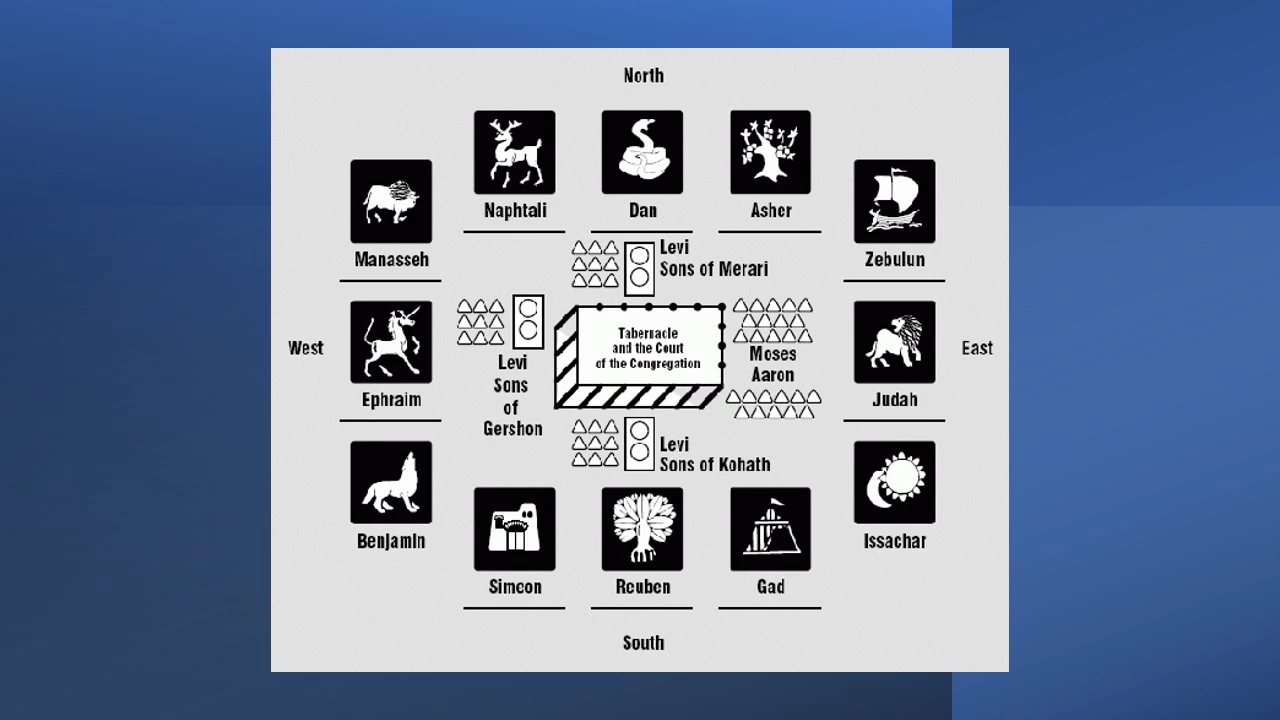 North
Naphtali
Dan
Asher
Manasseh
Zebulun
Levi
Sons of Merari
Tabernacle
and the Court
of the Congregation
West
Ephraim
Levi
Sons
of
Gershon
Moses
Aaron
Judah
East
Levi
Sons of Kohath
Benjamin
Issachar
Simeon
Reuben
Gad
South